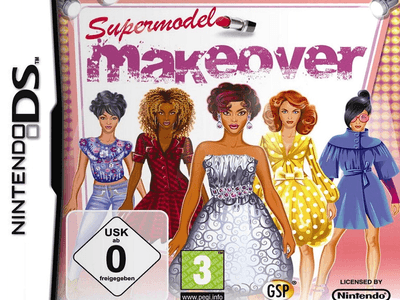 Supermodel
makeover
NINTENDO DS
USK
ab
0
freigegeben
3
www.pegi.info
GSP
LICENSED BY
Nintendo